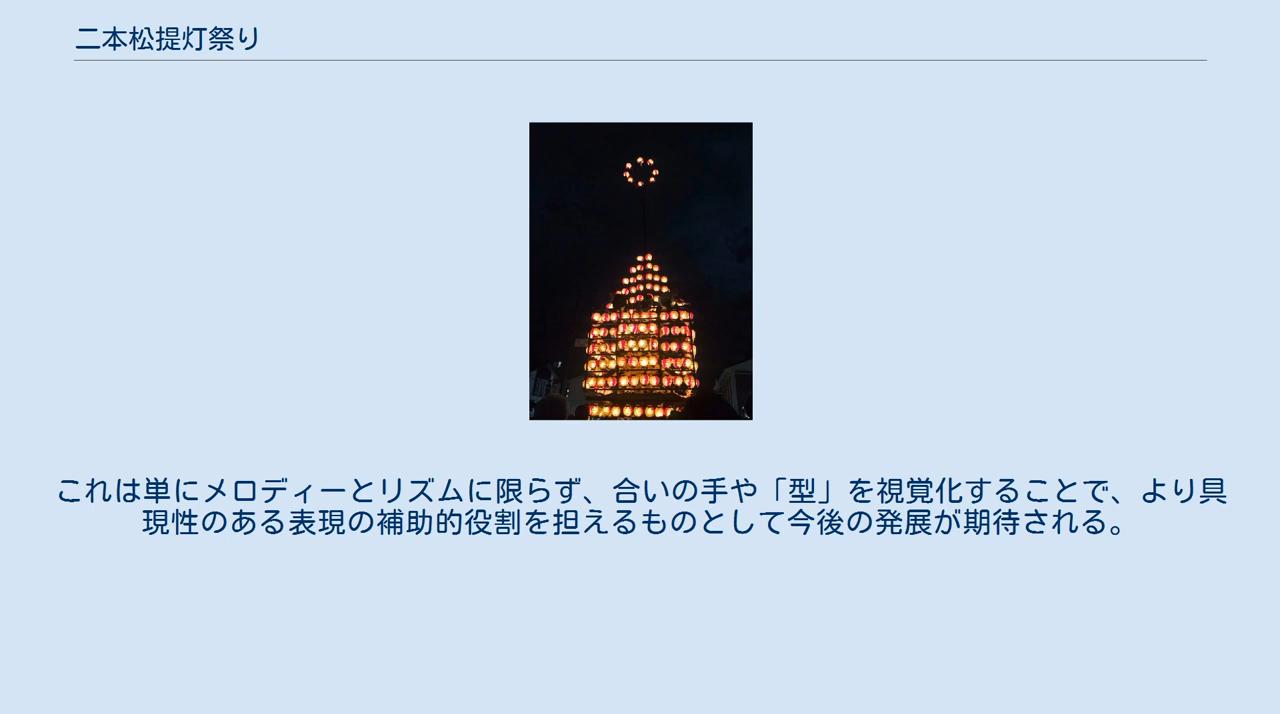 二本松提灯祭り
これは単にメロディーとリズムに限らず、合いの手や「型」を視覚化することで、より具
現性のある表現の補助的役割を担えるものとして今後の発展が期待される。